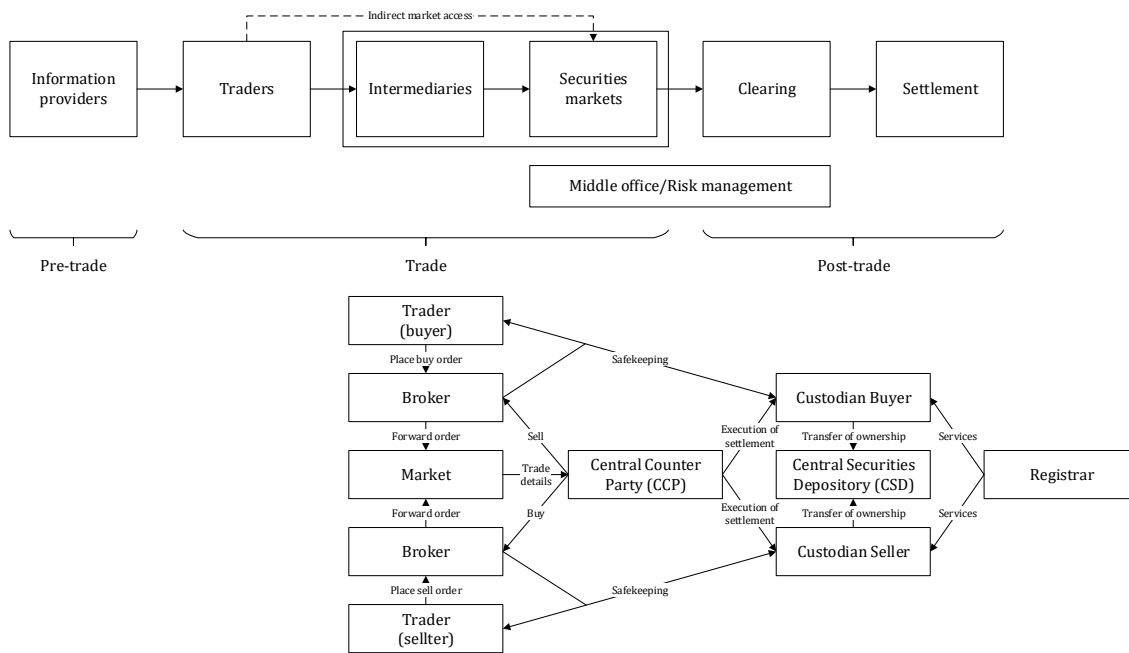 Indirect market access
Information
providers
Traders
Intermediaries
Securities
markets
Clearing
Settlement
Middle office/Risk management
Pre-trade
Trade
Post-trade
Trader
(buyer)
Place buy order
Safekeeping
Broker
Custodian Buyer
Forward order
Sell
Execution of
settlement
Transfer of ownership
Services
Market
Trade
details
Central Counter
Party (CCP)
Central Securities
Depository (CSD)
Registrar
Forward order
Buy
Execution of
settlement
Transfer of ownership
Services
Broker
Custodian Seller
Place sell order
Safekeeping
Trader
(sellter)